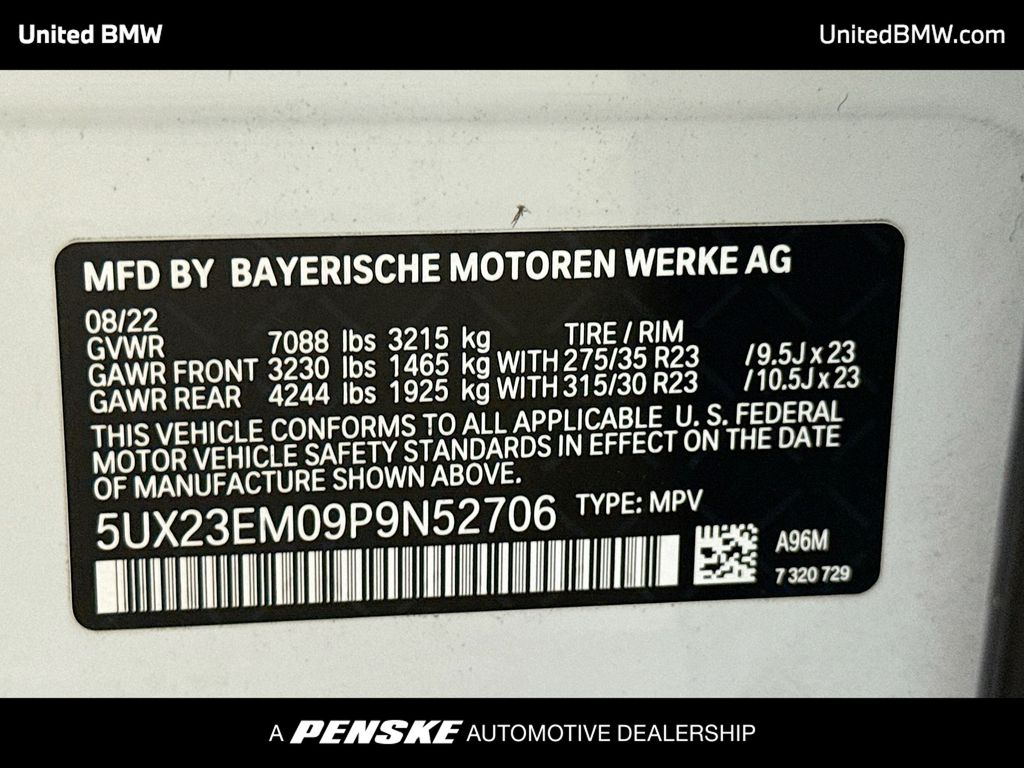 United BMW
UnitedBMW.com
MFD BY BAYERISCHE MOTOREN WERKE AG
08/22
GVWR 7088 lbs 3215 kg TIRE / RIM
GAWR FRONT 3230 lbs 1465 kg WITH 275/35 R23 /9.5J x 23
GAWR REAR 4244 lbs 1925 kg WITH 315/30 R23 /10.5J x 23
THIS VEHICLE CONFORMS TO ALL APPLICABLE U. S. FEDERAL
MOTOR VEHICLE SAFETY STANDARDS IN EFFECT ON THE DATE
OF MANUFACTURE SHOWN ABOVE.
5UX23EM09P9N52706 TYPE: MPV
A96M
7 320 729
A PENSKE AUTOMOTIVE DEALERSHIP